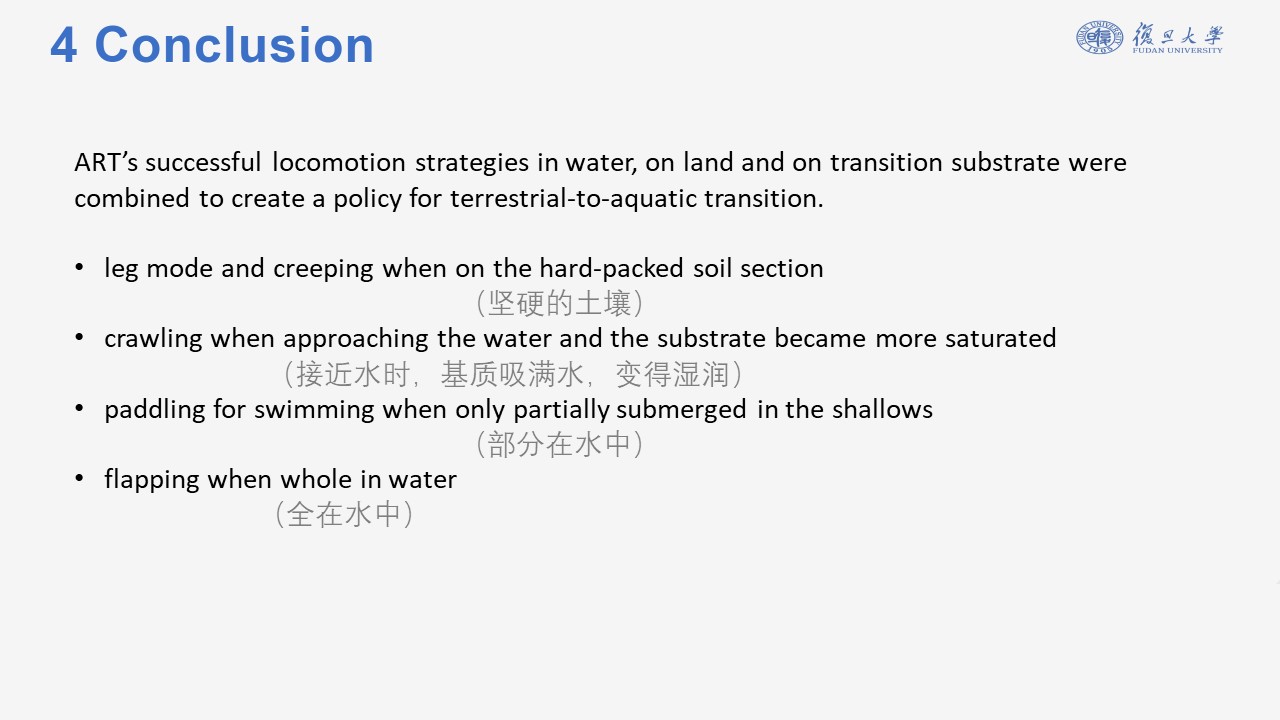 4 Conclusion
復旦大學
FUDAN UNIVERSITY
ART’s successful locomotion strategies in water, on land and on transition substrate were
combined to create a policy for terrestrial-to-aquatic transition.
• leg mode and creeping when on the hard-packed soil section
（坚硬的土壤）
• crawling when approaching the water and the substrate became more saturated
（接近水时，基质吸满水，变得湿润）
• paddling for swimming when only partially submerged in the shallows
（部分在水中）
• flapping when whole in water
（全在水中）